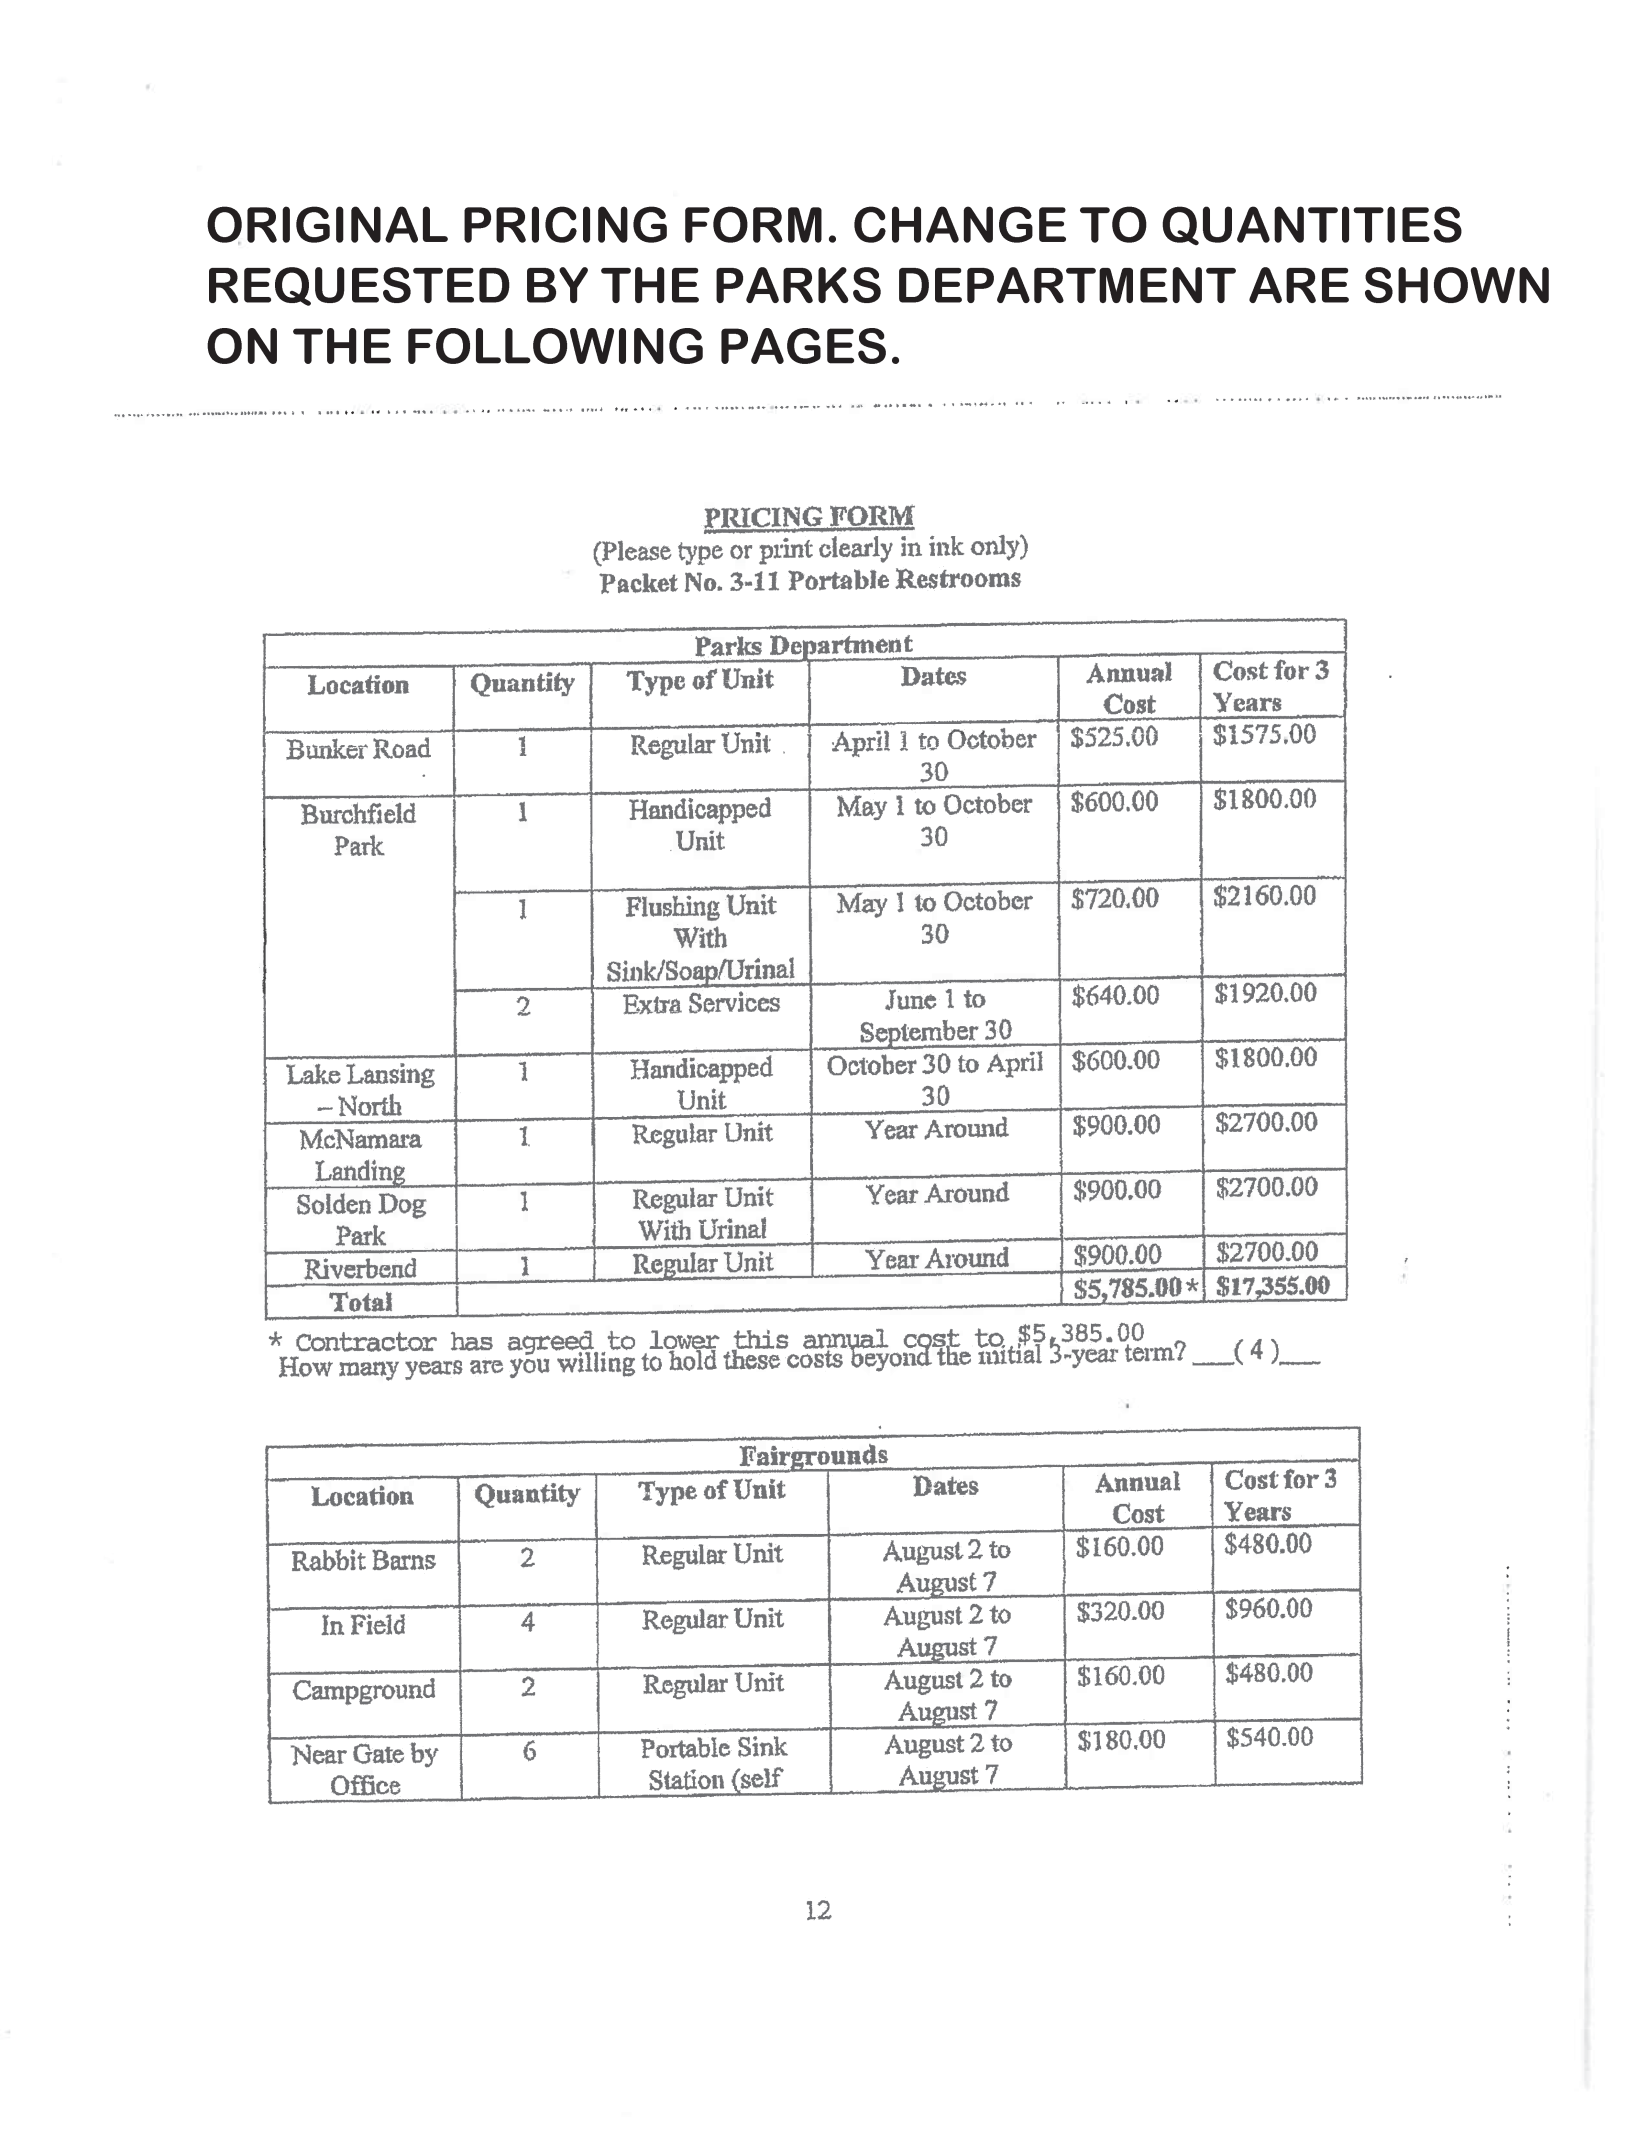 ORIGINAL PRICING FORM. CHANGE TO QUANTITIES
REQUESTED BY THE PARKS DEPARTMENT ARE SHOWN
ON THE FOLLOWING PAGES.
PRICING FORM
(Please type or print clearly in ink only)
Packet No. 3-11 Portable Restrooms
Parks Department
Location Quantity Type of Unit Dates Annual Cost Cost for 3 Years
Bunker Road 1 Regular Unit April 1 to October 30 $525.00 $1575.00
Burchfield Park 1 Handicapped Unit May 1 to October 30 $600.00 $1800.00
1 Flushing Unit With Sink/Soap/Urinal May 1 to October 30 $720.00 $2160.00
2 Extra Services June 1 to September 30 $640.00 $1920.00
Lake Lansing – North 1 Handicapped Unit October 30 to April 30 $600.00 $1800.00
McNamara Landing 1 Regular Unit Year Around $900.00 $2700.00
Solden Dog Park 1 Regular Unit With Urinal Year Around $900.00 $2700.00
Riverbend 1 Regular Unit Year Around $900.00 $2700.00
Total $5,785.00* $17,355.00
* Contractor has agreed to lower this annual cost to $5,385.00
How many years are you willing to hold these costs beyond the initial 3-year term? ___(4)___
Fairgrounds
Location Quantity Type of Unit Dates Annual Cost Cost for 3 Years
Rabbit Barns 2 Regular Unit August 2 to August 7 $160.00 $480.00
In Field 4 Regular Unit August 2 to August 7 $320.00 $960.00
Campground 2 Regular Unit August 2 to August 7 $160.00 $480.00
Near Gate by Office 6 Portable Sink Station (self August 2 to August 7 $180.00 $540.00
12